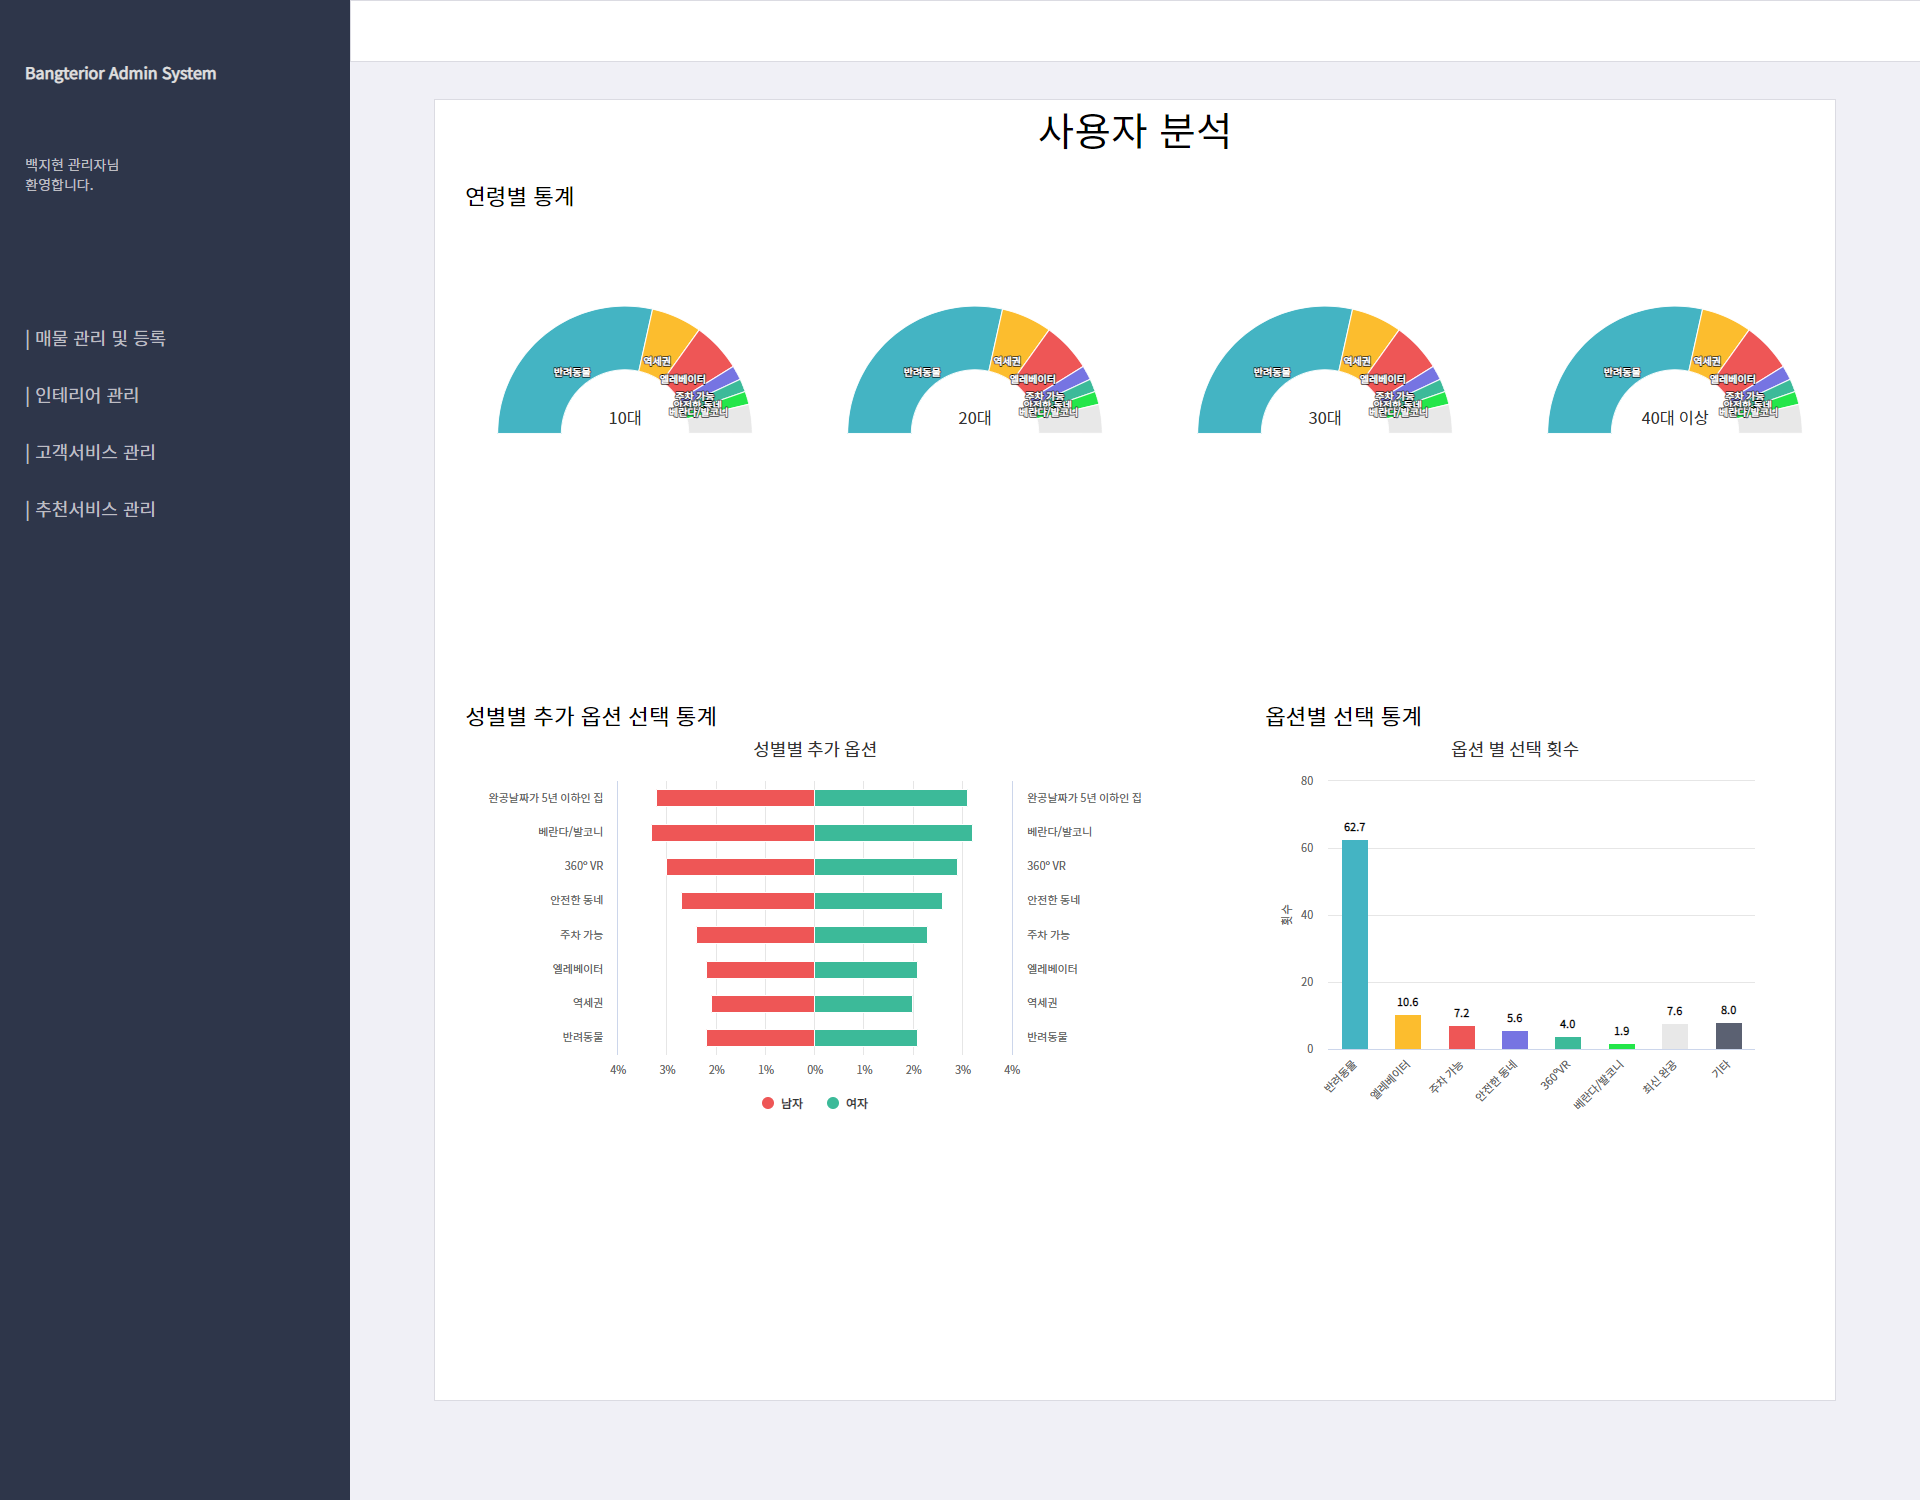 Bangterior Admin System
백지현 관리자님
환영합니다.
| 매물 관리 및 등록
| 인테리어 관리
| 고객서비스 관리
| 추천서비스 관리
사용자 분석
연령별 통계
반려동물
역세권
엘레베이터
주차 가능
안전한 동네
베란다/발코니
10대
반려동물
역세권
엘레베이터
주차 가능
안전한 동네
베란다/발코니
20대
반려동물
역세권
엘레베이터
주차 가능
안전한 동네
베란다/발코니
30대
반려동물
역세권
엘레베이터
주차 가능
안전한 동네
베란다/발코니
40대 이상
성별별 추가 옵션 선택 통계
성별별 추가 옵션
완공날짜가 5년 이하인 집
베란다/발코니
360º VR
안전한 동네
주차 가능
엘레베이터
역세권
반려동물
완공날짜가 5년 이하인 집
베란다/발코니
360º VR
안전한 동네
주차 가능
엘레베이터
역세권
반려동물
4% 3% 2% 1% 0% 1% 2% 3% 4%
남자 여자
옵션별 선택 통계
옵션 별 선택 횟수
횟수
80
60
40
20
0
62.7
10.6
7.2
5.6
4.0
1.9
7.6
8.0
반려동물
엘레베이터
주차 가능
안전한 동네
360ºVR
베란다/발코니
최신 완공
기타